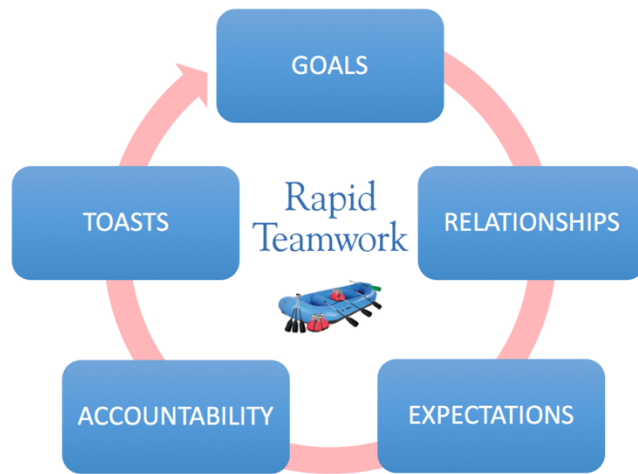 GOALS
RELATIONSHIPS
EXPECTATIONS
ACCOUNTABILITY
TOASTS
Rapid
Teamwork